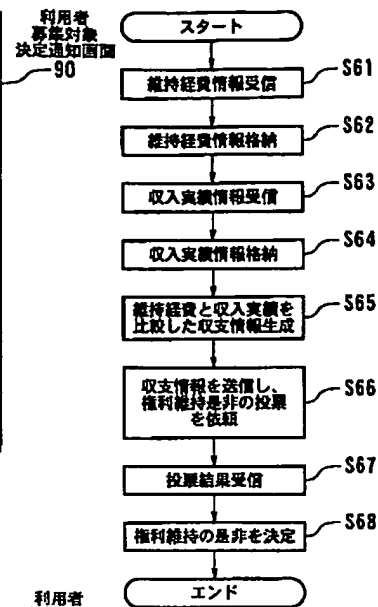 利用者
募集対象
決定通知画面
90
スタート
維持経費情報受信
S61
維持経費情報格納
S62
収入実績情報受信
S63
収入実績情報格納
S64
維持経費と収入実績を
比較した収支情報生成
S65
収支情報を送信し、
権利維持是非の投票
を依頼
S66
投票結果受信
S67
権利維持の是非を決定
S68
エンド
利用者